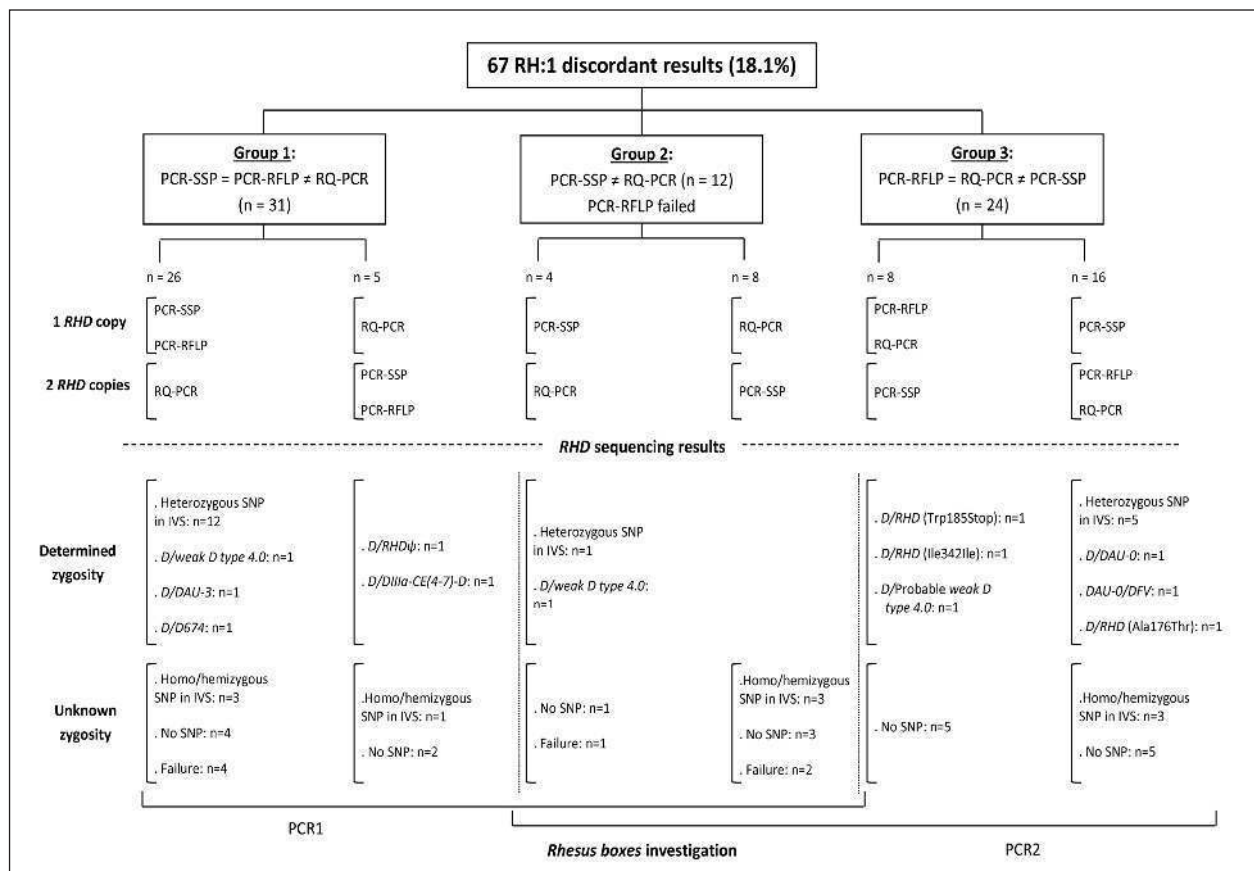 67 RH:1 discordant results (18.1%)
Group 1:
PCR-SSP = PCR-RFLP ≠ RQ-PCR
(n = 31)
Group 2:
PCR-SSP ≠ RQ-PCR (n = 12)
PCR-RFLP failed
Group 3:
PCR-RFLP = RQ-PCR ≠ PCR-SSP
(n = 24)
n = 26
n = 5
n = 4
n = 8
n = 8
n = 16
1 RHD copy
PCR-SSP
PCR-RFLP
RQ-PCR
PCR-SSP
RQ-PCR
PCR-RFLP
RQ-PCR
PCR-SSP
2 RHD copies
RQ-PCR
PCR-SSP
PCR-RFLP
RQ-PCR
PCR-SSP
PCR-SSP
PCR-RFLP
RQ-PCR
RHD sequencing results
Determined
zygosity
. Heterozygous SNP
in IVS: n=12
. D/weak D type 4.0: n=1
. D/DAU-3: n=1
. D/D674: n=1
. D/RHDψ: n=1
. D/DIIIa-CE(4-7)-D: n=1
. Heterozygous SNP
in IVS: n=1
. D/weak D type 4.0:
n=1
. D/RHD (Trp185Stop): n=1
. D/RHD (Ile342Ile): n=1
. D/Probable weak D
type 4.0: n=1
. Heterozygous SNP
in IVS: n=5
. D/DAU-0: n=1
. DAU-0/DFV: n=1
. D/RHD (Ala176Thr): n=1
Unknown
zygosity
. Homo/hemizygous
SNP in IVS: n=3
. No SNP: n=4
. Failure: n=4
.Homo/hemizygous
SNP in IVS: n=1
. No SNP: n=2
. No SNP: n=1
. Failure: n=1
.Homo/hemizygous
SNP in IVS: n=3
. No SNP: n=3
. Failure: n=2
. No SNP: n=5
.Homo/hemizygous
SNP in IVS: n=3
. No SNP: n=5
PCR1
Rhesus boxes investigation
PCR2